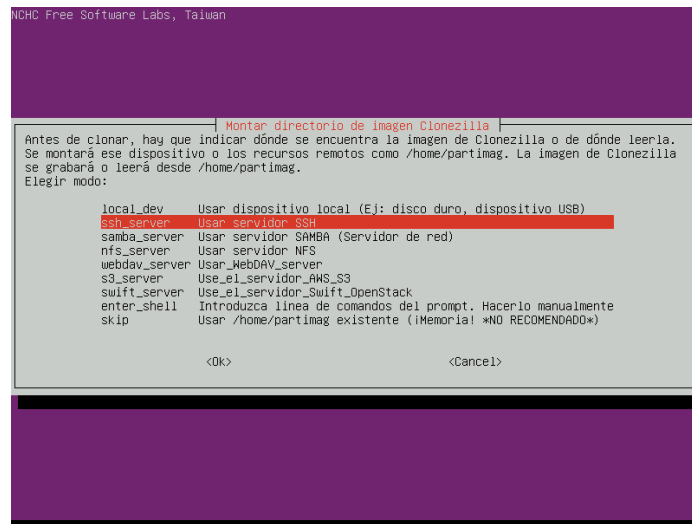 NCHC Free Software Labs, Taiwan
Montar directorio de imagen Clonezilla
Antes de clonar, hay que indicar dónde se encuentra la imagen de Clonezilla o de dónde leerla.
Se montará ese dispositivo o los recursos remotos como /home/partimag. La imagen de Clonezilla
se grabará o leerá desde /home/partimag.
Elegir modo:
local_dev Usar dispositivo local (Ej: disco duro, dispositivo USB)
ssh_server Usar servidor SSH
samba_server Usar servidor SAMBA (Servidor de red)
nfs_server Usar servidor NFS
webdav_server Usar_WebDAV_server
s3_server Use_el_servidor_AWS_S3
swift_server Use_el_servidor_Swift_OpenStack
enter_shell Introduzca linea de comandos del prompt. Hacerlo manualmente
skip Usar /home/partimag existente (¡Memoria! *NO RECOMENDADO*)
<Ok> <Cancel>